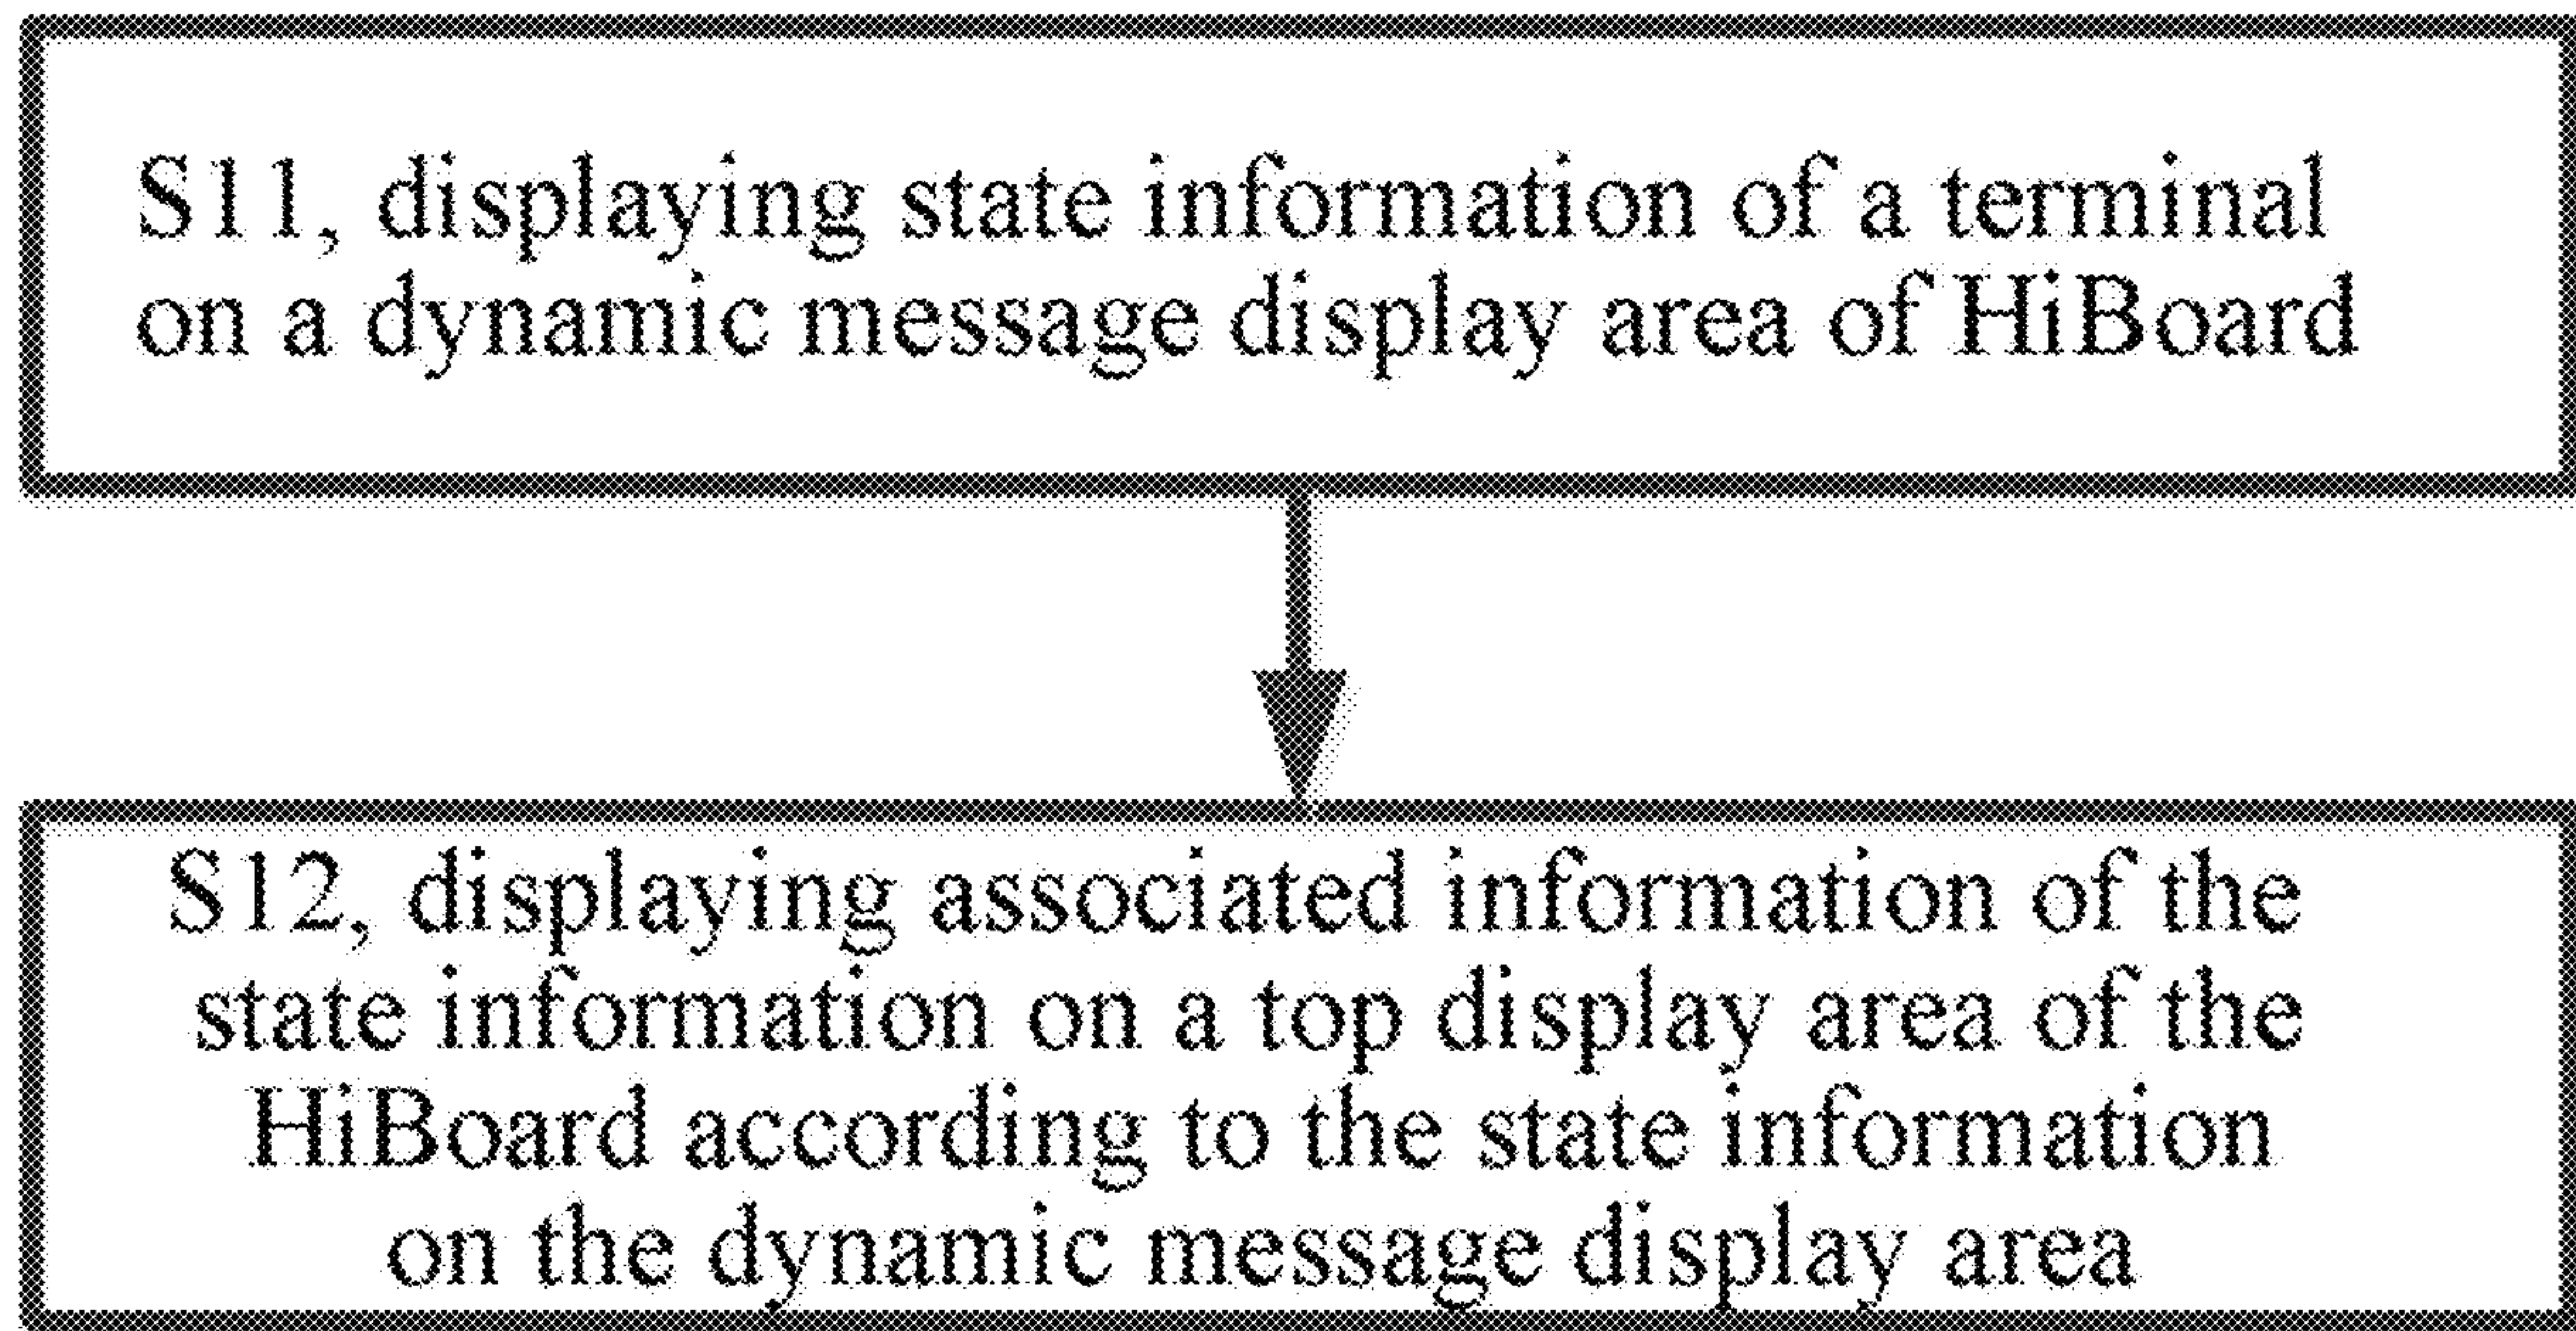 S11, displaying state information of a terminal
on a dynamic message display area of HiBoard
S12, displaying associated information of the
state information on a top display area of the
HiBoard according to the state information
on the dynamic message display area